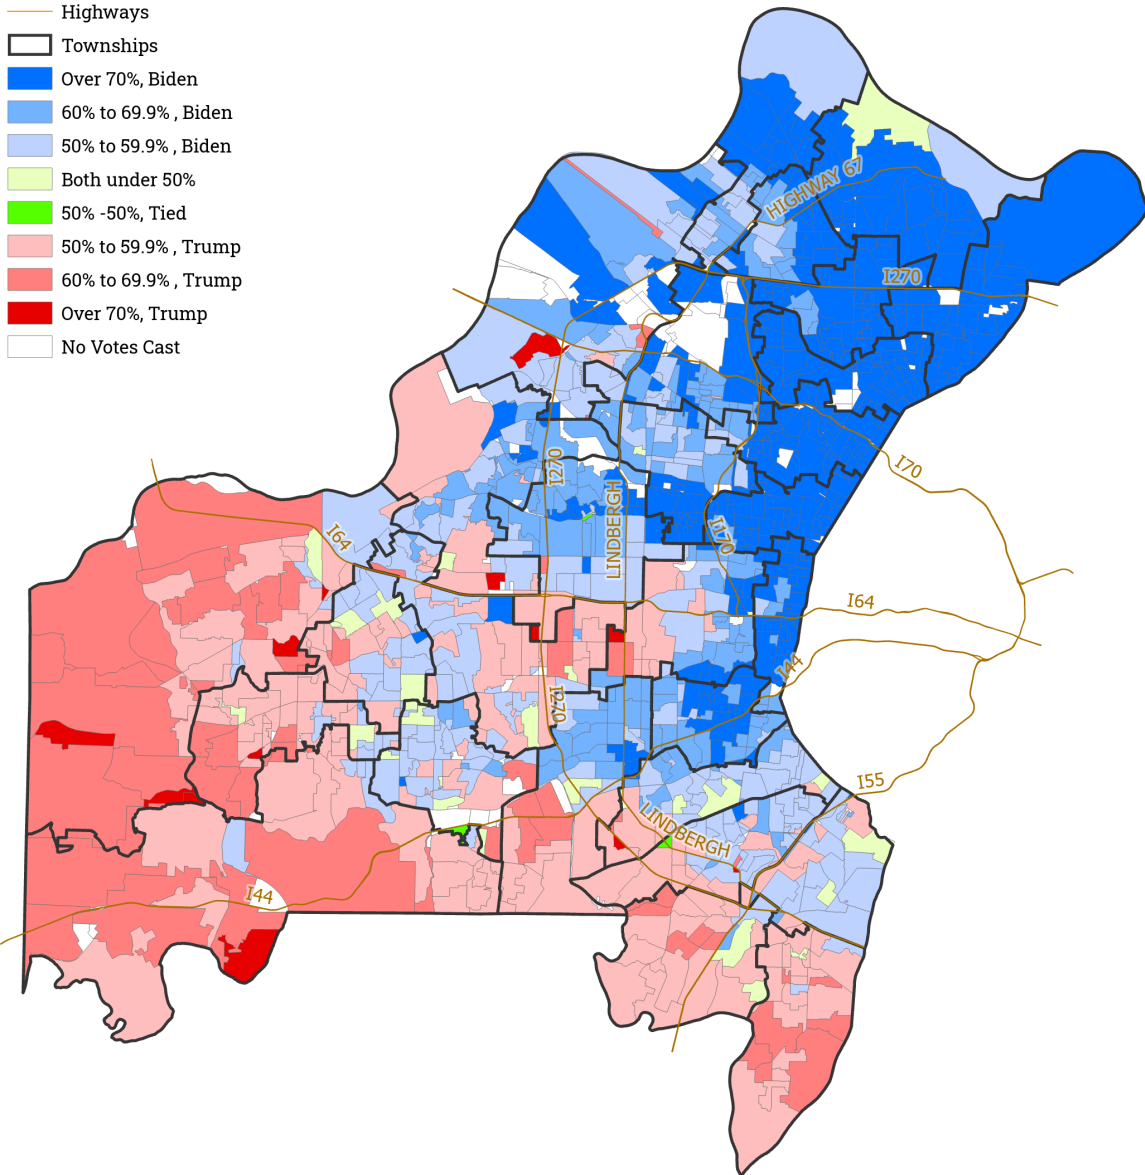 Highways
Townships
Over 70%, Biden
60% to 69.9% , Biden
50% to 59.9% , Biden
Both under 50%
50% -50%, Tied
50% to 59.9% , Trump
60% to 69.9% , Trump
Over 70%, Trump
No Votes Cast
HIGHWAY 67
I270
I270
I70
LINDBERGH
I170
I64
I64
I44
I270
I55
LINDBERGH
I44